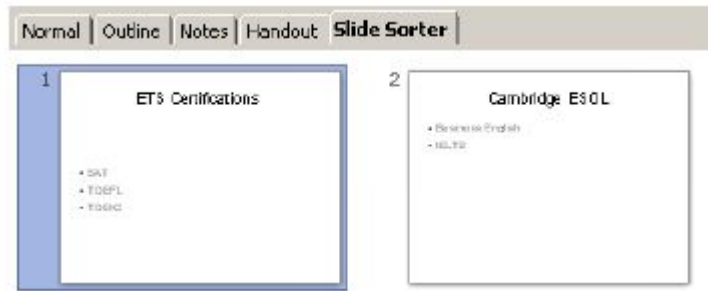 Normal Outline Notes Handout Slide Sorter
1
ETS Certifications
• SAT
• TOEFL
• TOEIC
2
Cambridge ESOL
• Business English
• IELTS